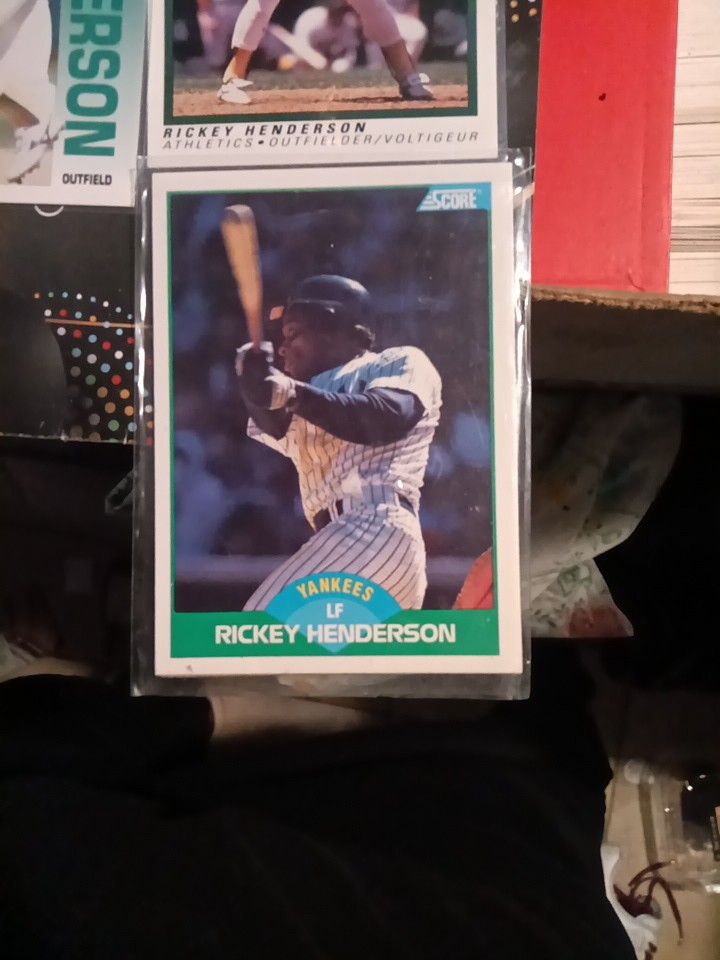 ERSON
OUTFIELD
RICKEY HENDERSON
ATHLETICS • OUTFIELDER/VOLTIGEUR
SCORE
YANKEES
LF
RICKEY HENDERSON